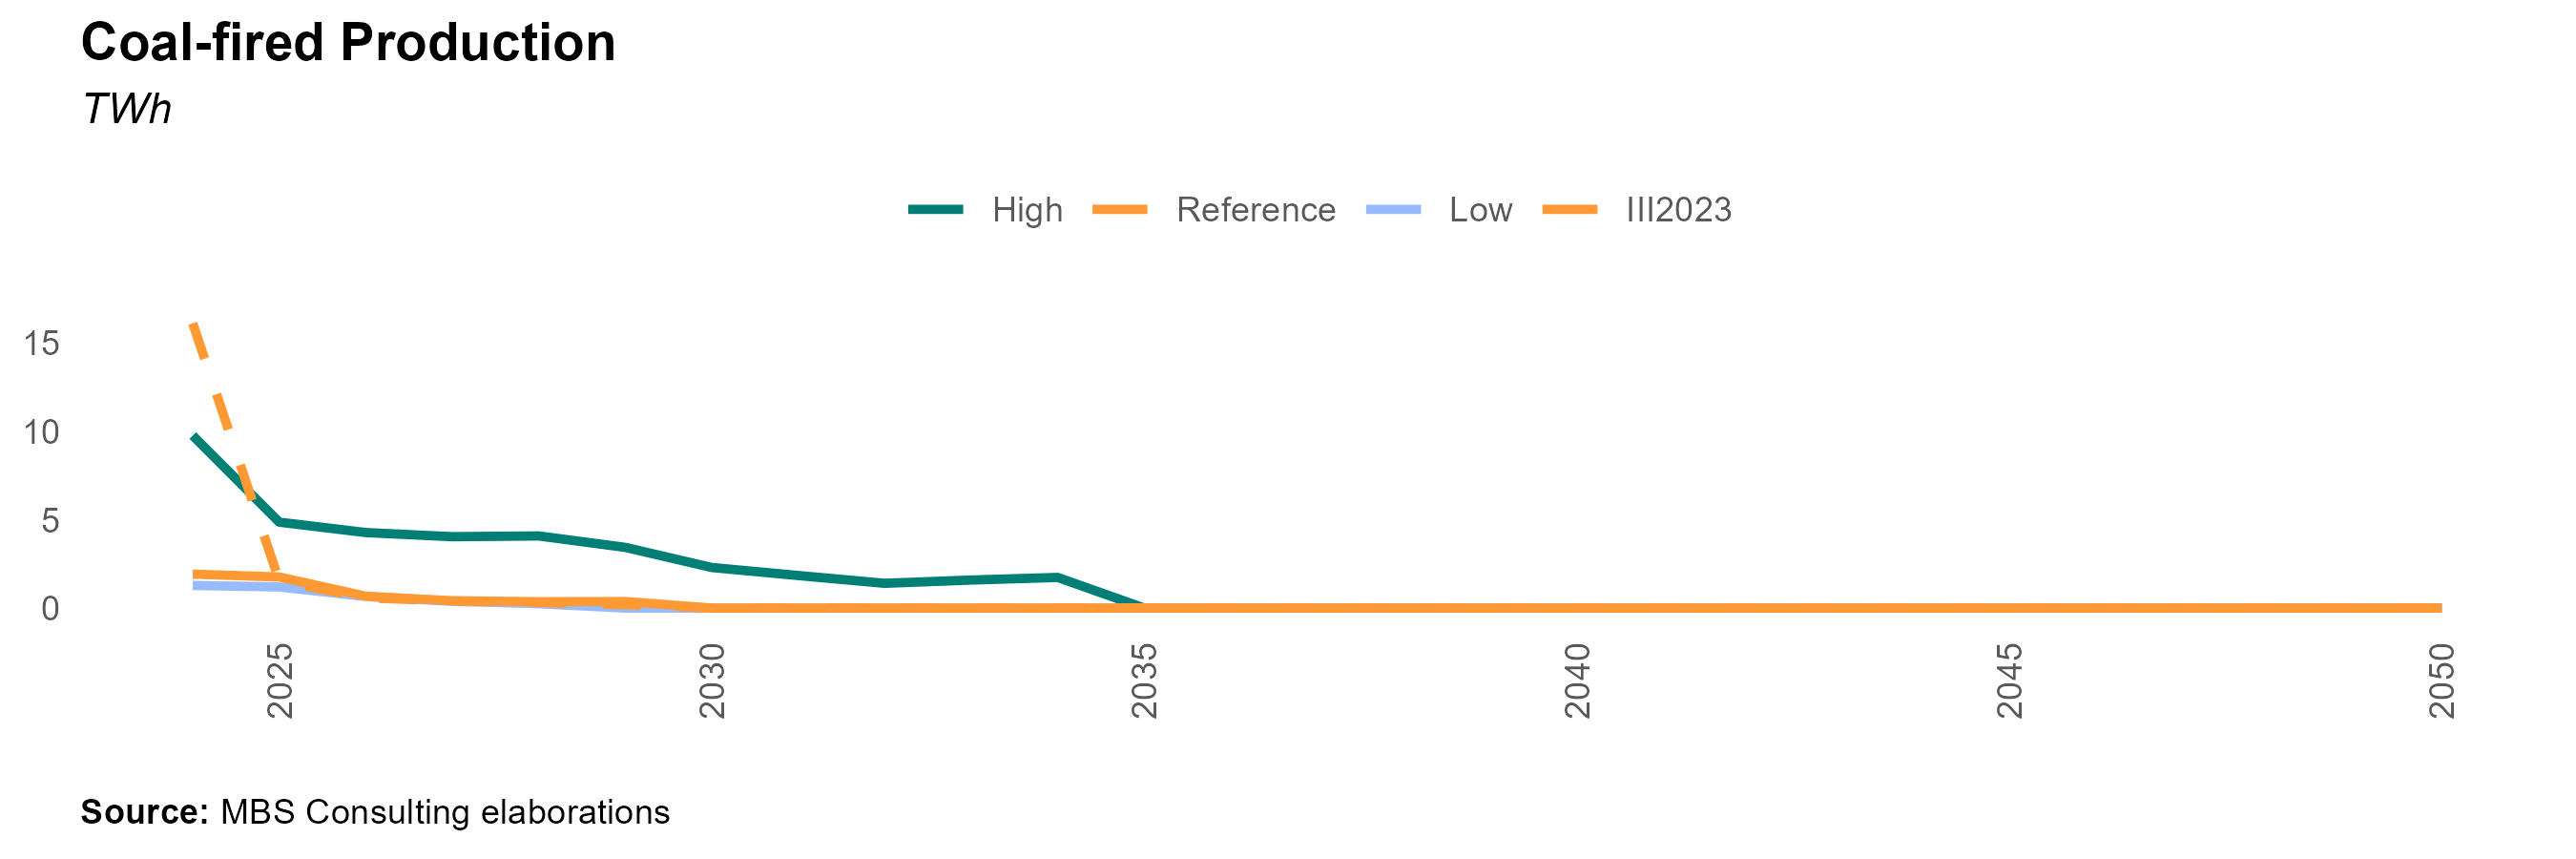 Coal-fired Production
TWh
High Reference Low III2023
15
10
5
0
2025 2030 2035 2040 2045 2050
Source: MBS Consulting elaborations